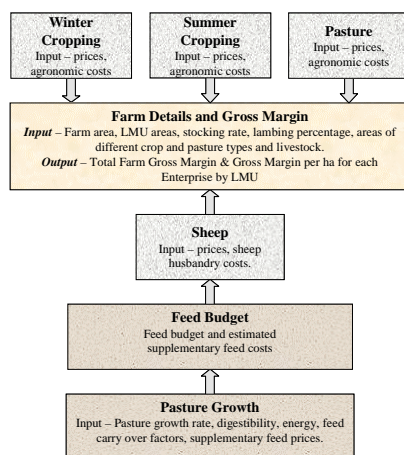 Winter
Cropping
Input – prices,
agronomic costs
Summer
Cropping
Input – prices,
agronomic costs
Pasture
Input – prices,
agronomic costs
Farm Details and Gross Margin
Input – Farm area, LMU areas, stocking rate, lambing percentage, areas of
different crop and pasture types and livestock.
Output – Total Farm Gross Margin & Gross Margin per ha for each
Enterprise by LMU
Sheep
Input – prices, sheep
husbandry costs.
Feed Budget
Feed budget and estimated
supplementary feed costs
Pasture Growth
Input – Pasture growth rate, digestibility, energy, feed
carry over factors, supplementary feed prices.